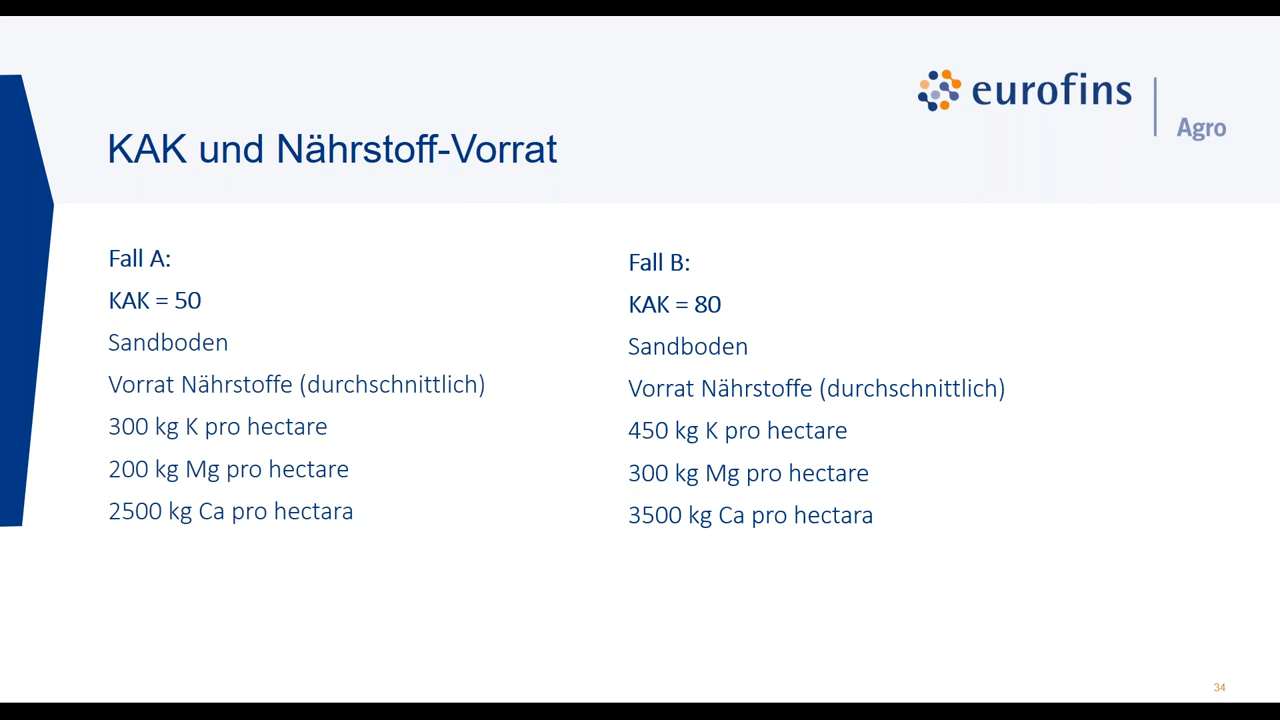 eurofins
Agro
KAK und Nährstoff-Vorrat
Fall A:
KAK = 50
Sandboden
Vorrat Nährstoffe (durchschnittlich)
300 kg K pro hectare
200 kg Mg pro hectare
2500 kg Ca pro hectara
Fall B:
KAK = 80
Sandboden
Vorrat Nährstoffe (durchschnittlich)
450 kg K pro hectare
300 kg Mg pro hectare
3500 kg Ca pro hectara
34